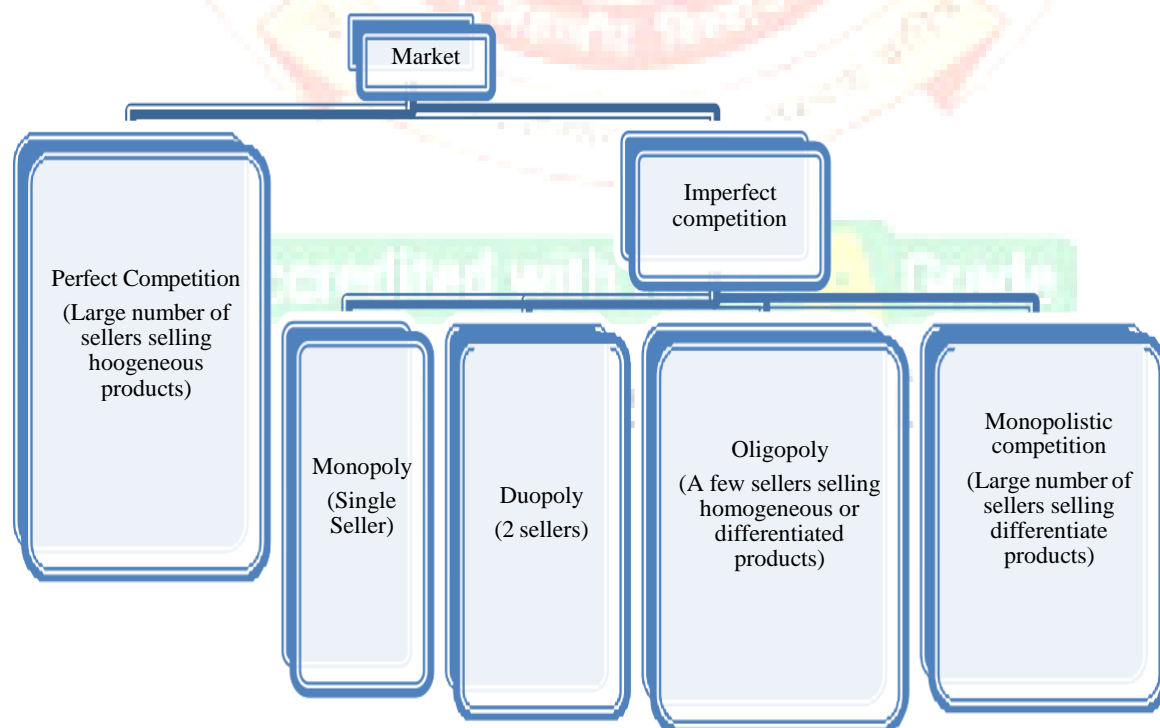 Market
Imperfect
competition
Perfect Competition
(Large number of
sellers selling
hoogeneous
products)
Monopoly
(Single
Seller)
Duopoly
(2 sellers)
Oligopoly
(A few sellers selling
homogeneous or
differentiated
products)
Monopolistic
competition
(Large number of
sellers selling
differentiate
products)